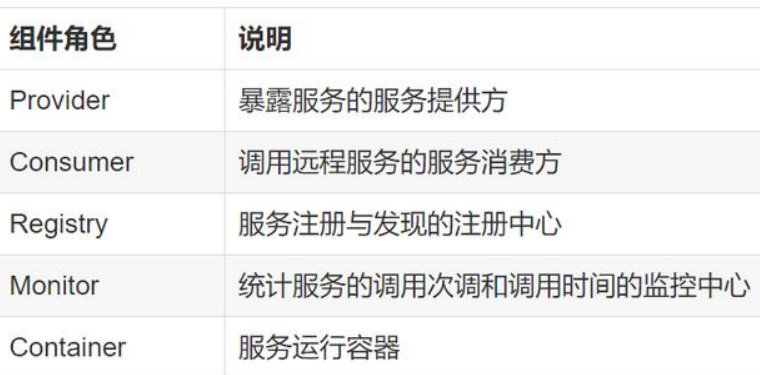 组件角色 说明
Provider 暴露服务的服务提供方
Consumer 调用远程服务的服务消费方
Registry 服务注册与发现的注册中心
Monitor 统计服务的调用次调和调用时间的监控中心
Container 服务运行容器